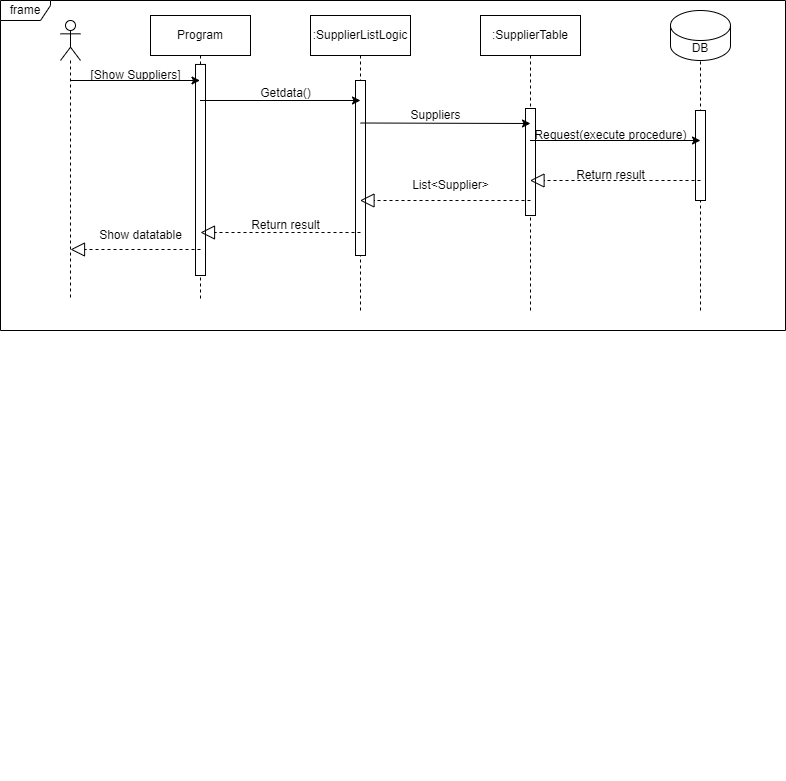 frame
Program
:SupplierListLogic
:SupplierTable
DB
[Show Suppliers]
Getdata()
Suppliers
Request(execute procedure)
Return result
List<Supplier>
Return result
Show datatable